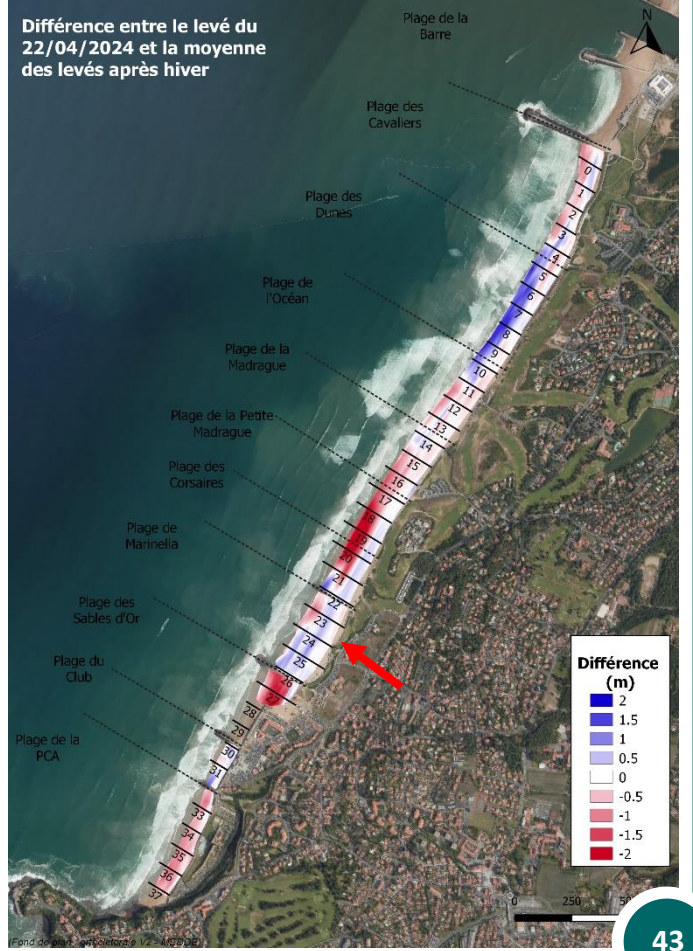 Différence entre le levé du
22/04/2024 et la moyenne
des levés après hiver
N
Plage de la
Barre
Plage des
Cavaliers
Plage des
Dunes
Plage de
l'Océan
Plage de la
Madrague
Plage de la Petite
Madrague
Plage des
Corsaires
Plage de
Marinella
Plage des
Sables d'Or
Plage du
Club
Plage de la
PCA
0
1
2
3
4
5
6
7
8
9
10
11
12
13
14
15
16
17
18
19
20
21
22
23
24
25
26
27
28
29
30
31
33
34
35
36
37
Différence
(m)
2
1.5
1
0.5
0
-0.5
-1
-1.5
-2
0 250
(Fond de plan
43